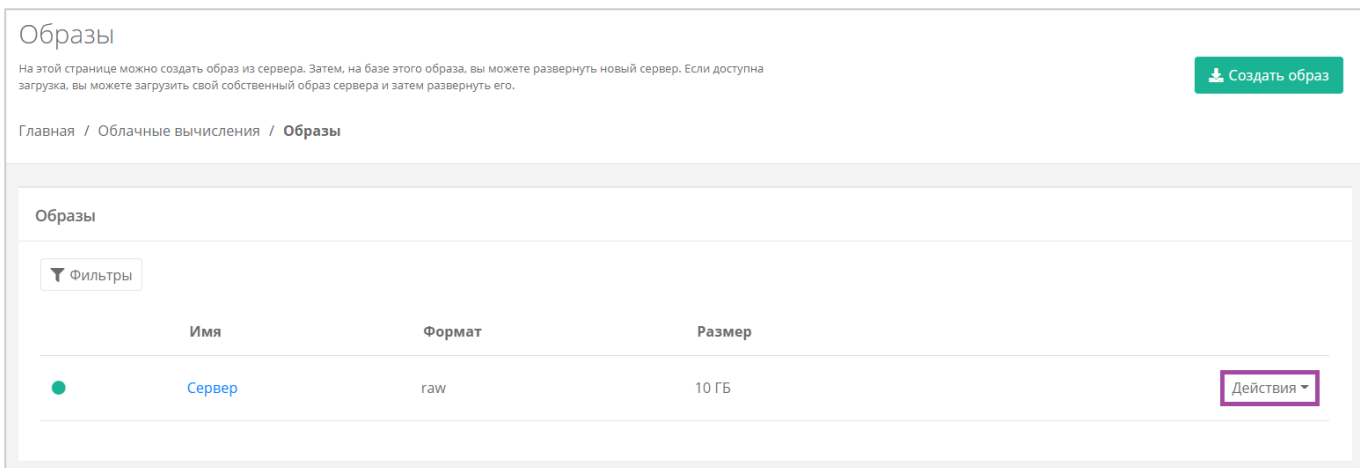 Образы
На этой странице можно создать образ из сервера. Затем, на базе этого образа, вы можете развернуть новый сервер. Если доступна
загрузка, вы можете загрузить свой собственный образ сервера и затем развернуть его.
Создать образ
Главная / Облачные вычисления / Образы
Образы
Фильтры
Имя Формат Размер
Сервер raw 10 ГБ Действия